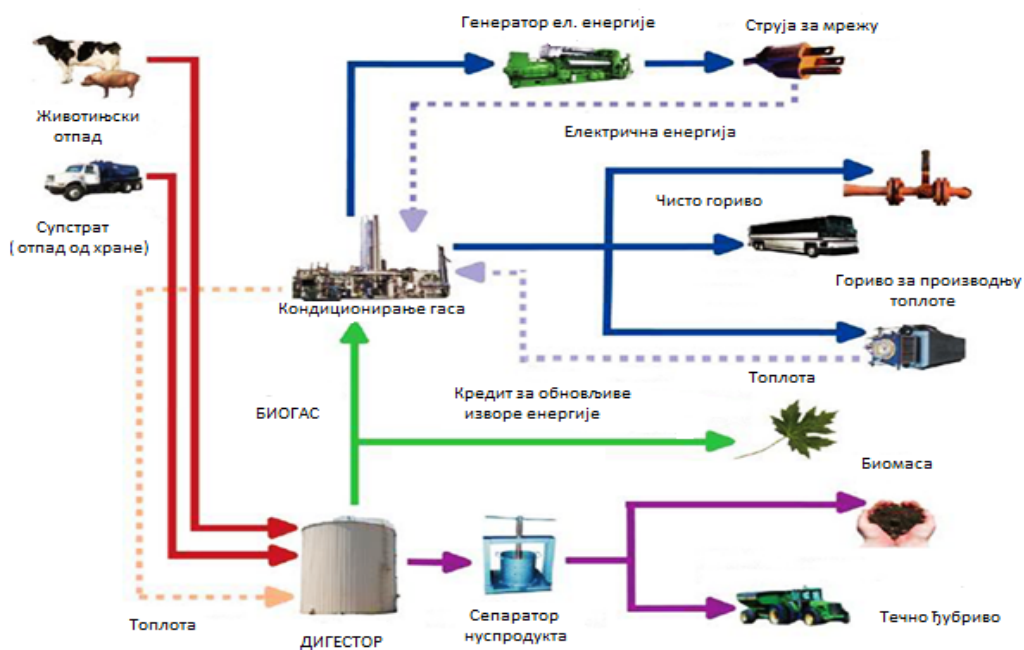 Генератор ел. енергије
Струја за мрежу
Животињски
отпад
Електрична енергија
Чисто гориво
Супстрат
( отпад од хране)
Гориво за производњу
топлоте
Кондиционирање гаса
Топлота
Кредит за обновљиве
изворе енергије
БИОГАС
Биомаса
Топлота
ДИГЕСТОР
Сепаратор
нуспродукта
Течно ђубриво